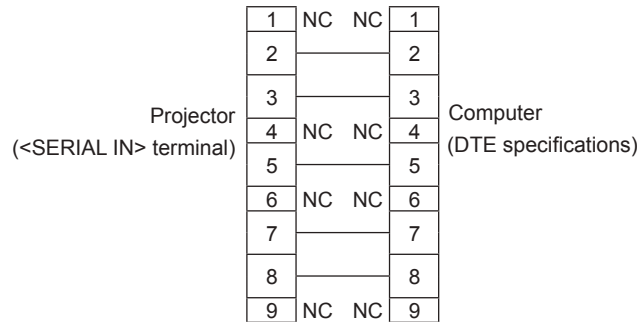 1 NC NC 1
2 2
3 3
Projector
(<SERIAL IN> terminal)
Computer
(DTE specifications)
4 NC NC 4
5 5
6 NC NC 6
7 7
8 8
9 NC NC 9